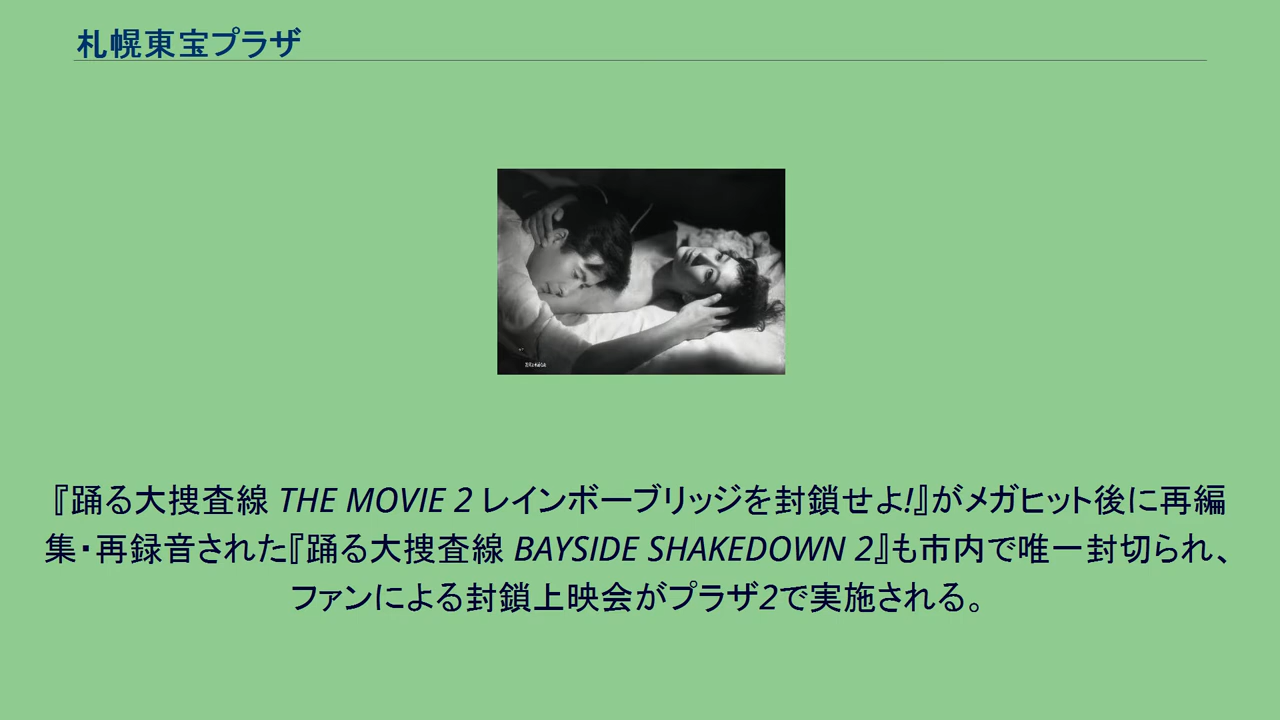 札幌東宝プラザ
『踊る大捜査線 THE MOVIE 2 レインボーブリッジを封鎖せよ!』がメガヒット後に再編
集・再録音された『踊る大捜査線 BAYSIDE SHAKEDOWN 2』も市内で唯一封切られ、
ファンによる封鎖上映会がプラザ2で実施される。